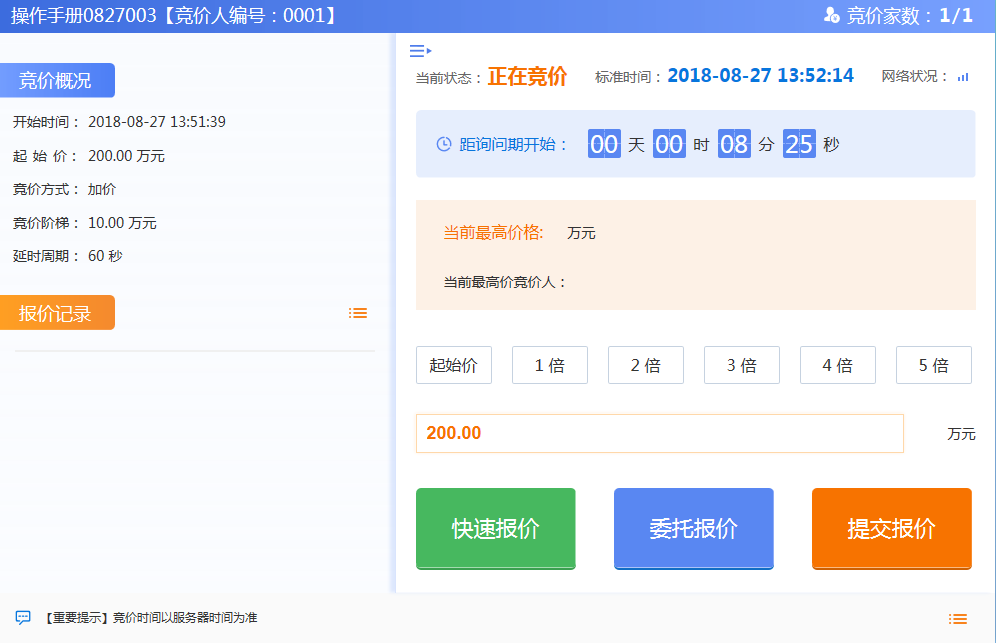 操作手册0827003【竞价人编号：0001】
竞价家数：1/1
竞价概况
开始时间： 2018-08-27 13:51:39
起 始 价： 200.00 万元
竞价方式： 加价
竞价阶梯： 10.00 万元
延时周期： 60 秒
报价记录
当前状态：正在竞价 标准时间：2018-08-27 13:52:14 网络状况：
距询问期开始： 00 天 00 时 08 分 25 秒
当前最高价格: 万元
当前最高价竞价人：
起始价 1 倍 2 倍 3 倍 4 倍 5 倍
200.00 万元
快速报价 委托报价 提交报价
【重要提示】竞价时间以服务器时间为准